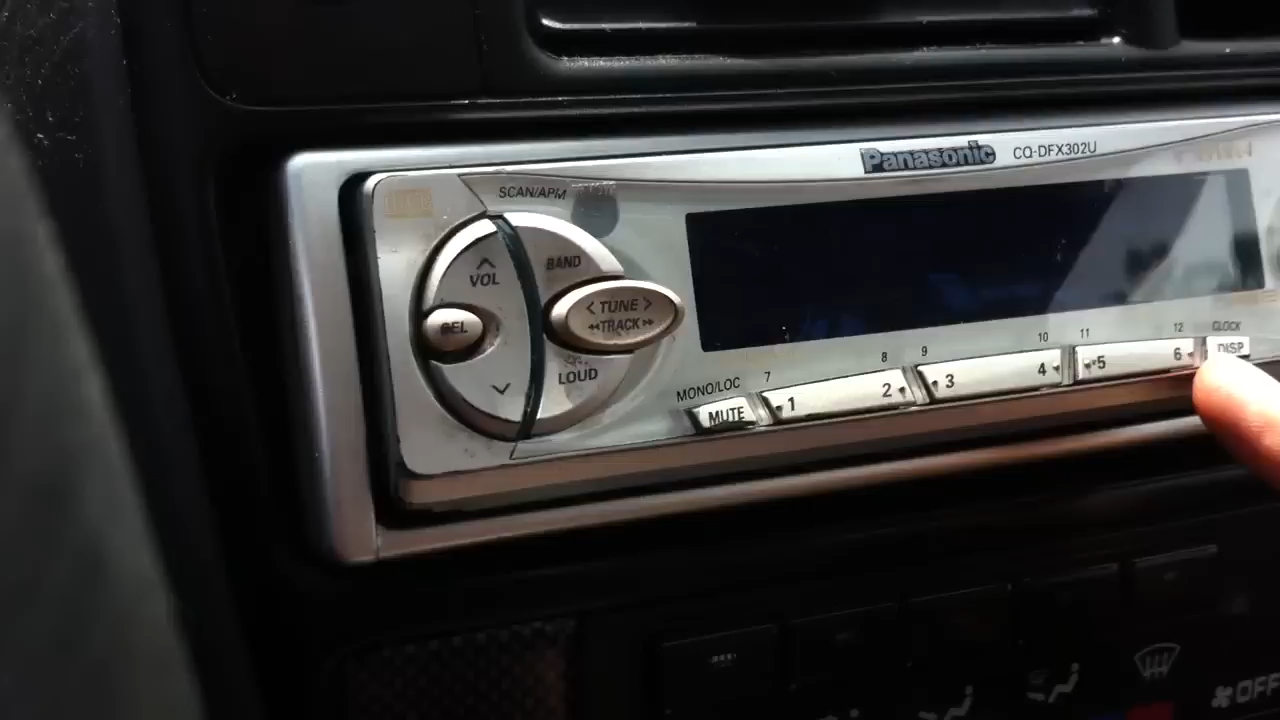 Panasonic CQ-DFX302U
SCAN/APM
VOL
BAND
SEL
< TUNE >
TRACK
LOUD
MONO/LOC
MUTE
7
8
9
10
11
12
1
2
3
4
5
6
CLOCK
DISP
OFF